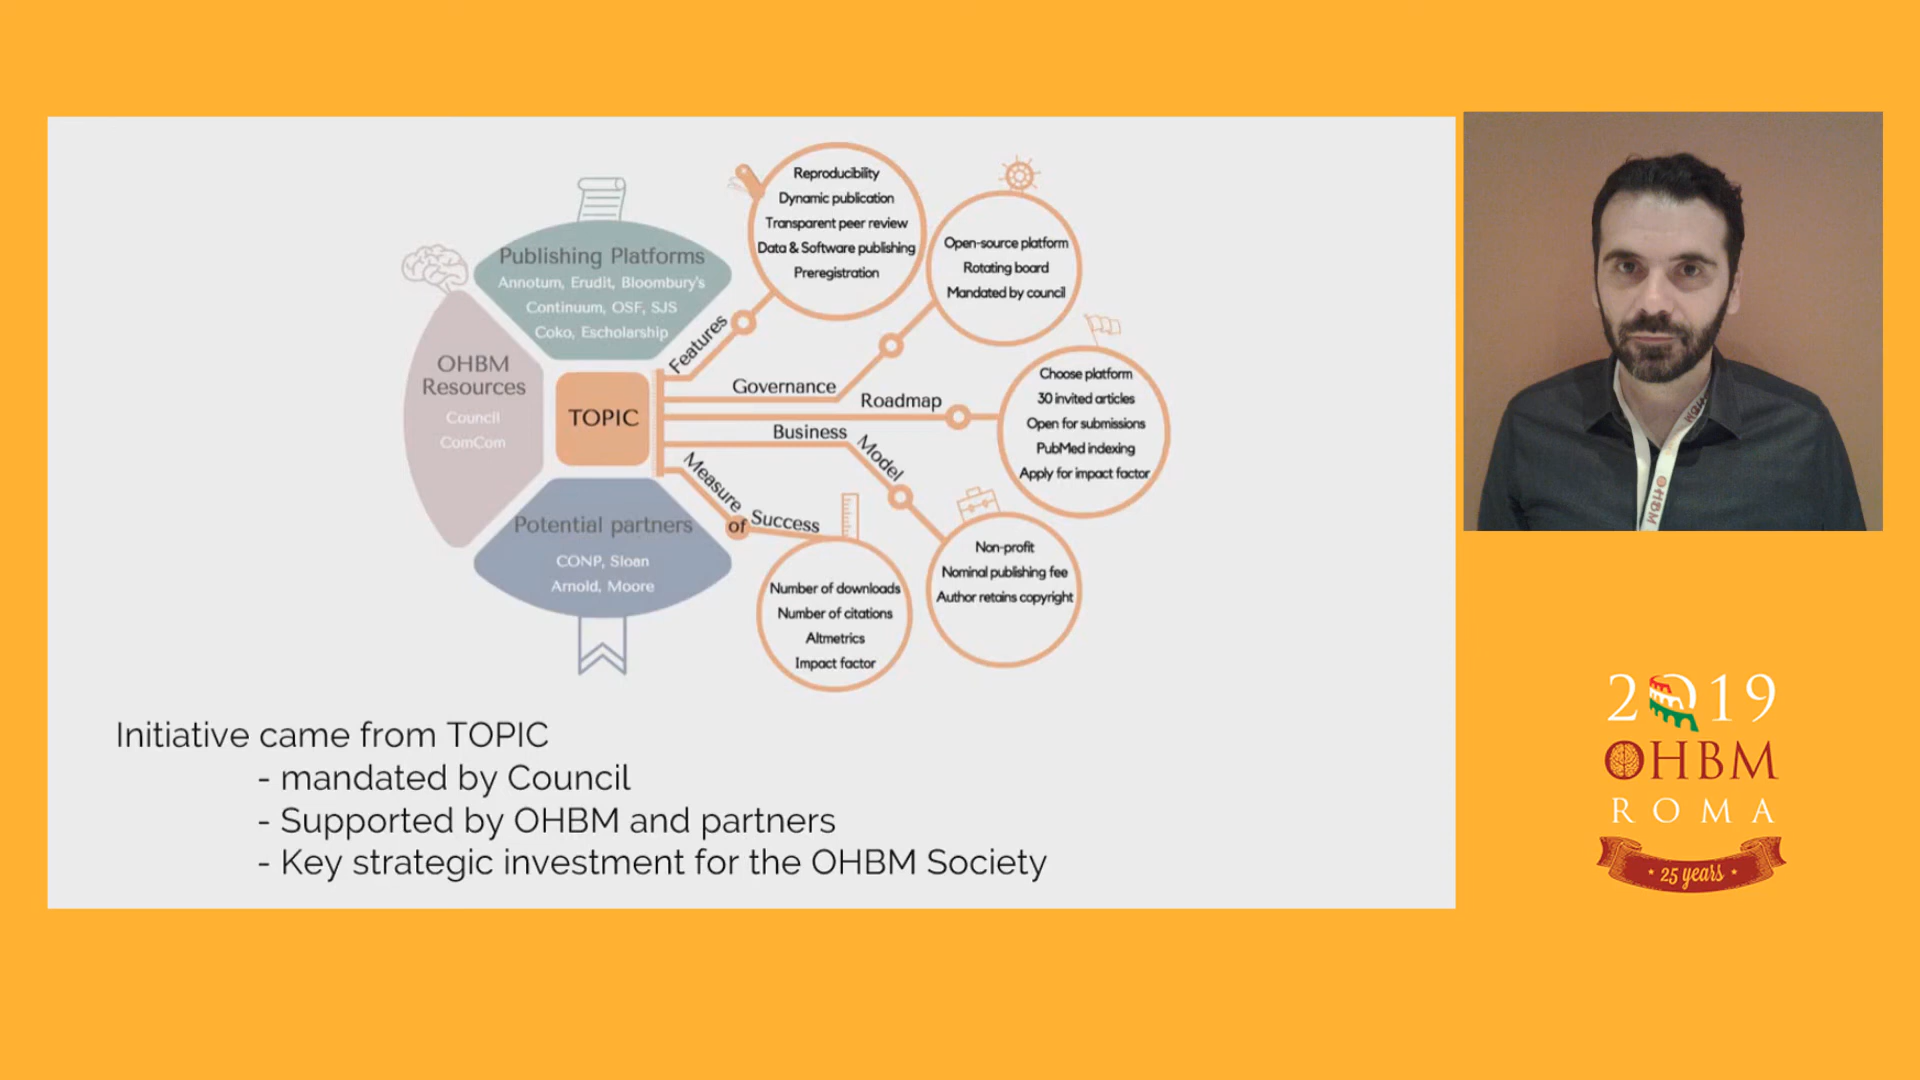 Reproducibility
Dynamic publication
Transparent peer review
Data & Software publishing
Preregistration
Open-source platform
Rotating board
Mandated by council
Publishing Platforms
Annotum, Erudit, Bloombury's
Continuum, OSF, SJS
Coko, Escholarship
OHBM
Resources
Council
ComCom
TOPIC
Features
Governance
Roadmap
Business Model
Measure of Success
Choose platform
30 invited articles
Open for submissions
PubMed indexing
Apply for impact factor
Potential partners
CONP, Sloan
Arnold, Moore
Non-profit
Nominal publishing fee
Author retains copyright
Number of downloads
Number of citations
Altmetrics
Impact factor
Initiative came from TOPIC
- mandated by Council
- Supported by OHBM and partners
- Key strategic investment for the OHBM Society
OHBM
2019
OHBM
ROMA
25 years